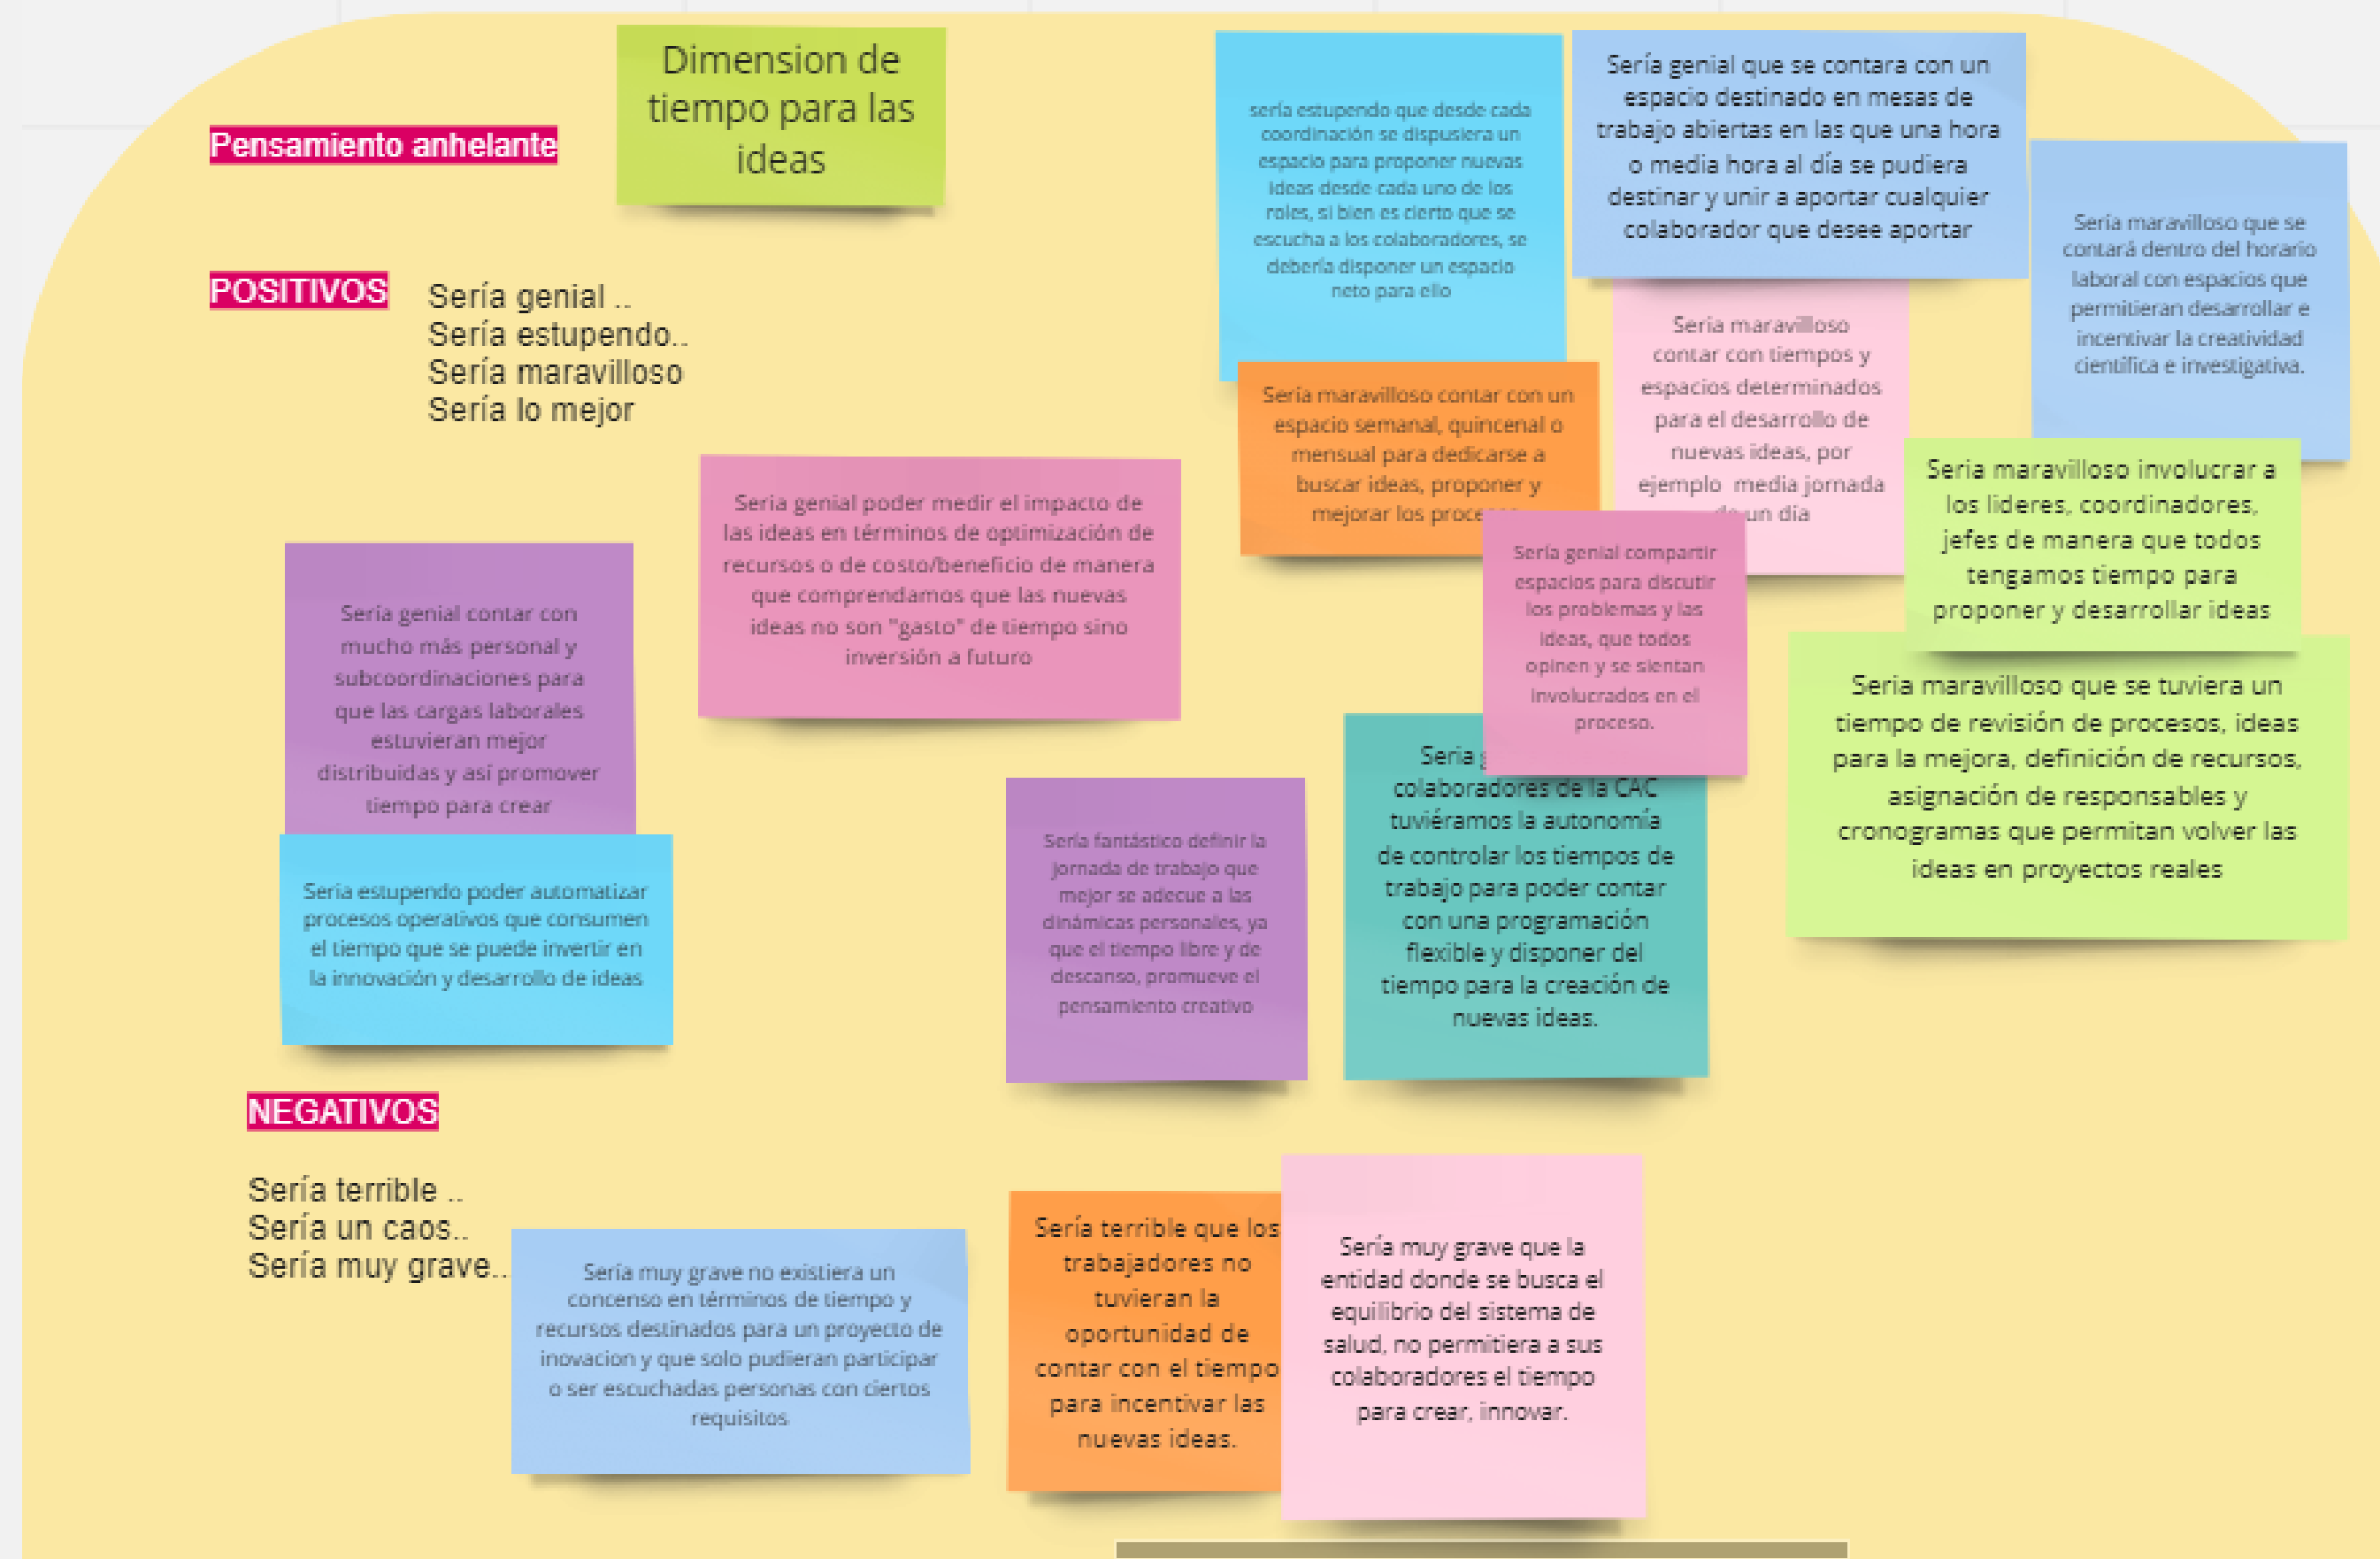 Pensamiento anhelante
Dimension de
tiempo para las
ideas
POSITIVOS
Sería genial ..
Sería estupendo..
Sería maravilloso
Sería lo mejor
sería estupendo que desde cada
coordinación se dispusiera un
espacio para proponer nuevas
ideas desde cada uno de los
roles, si bien es cierto que se
escucha a los colaboradores, se
debería disponer un espacio
neto para ello
Sería genial que se contara con un
espacio destinado en mesas de
trabajo abiertas en las que una hora
o media hora al día se pudiera
destinar y unir a aportar cualquier
colaborador que desee aportar
Sería maravilloso que se
contará dentro del horario
laboral con espacios que
permitieran desarrollar e
incentivar la creatividad
científica e investigativa.
Sería maravilloso contar con un
espacio semanal, quincenal o
mensual para dedicarse a
buscar ideas, proponer y
mejorar los
Seria maravilloso
contar con tiempos y
espacios determinados
para el desarrollo de
nuevas ideas, por
ejemplo media jornada
un día
Seria maravilloso involucrar a
los lideres, coordinadores,
jefes de manera que todos
tengamos tiempo para
proponer y desarrollar ideas
Seria genial poder medir el impacto de
las ideas en términos de optimización de
recursos o de costo/beneficio de manera
que comprendamos que las nuevas
ideas no son "gasto" de tiempo sino
inversión a futuro
Sería genial compartir
espacios para discutir
los problemas y las
ideas, que todos
opinen y se sientan
involucrados en el
proceso.
Sería genial contar con
mucho más personal y
subcoordinaciones para
que las cargas laborales
estuvieran mejor
distribuidas y así promover
tiempo para crear
Seria maravilloso que se tuviera un
tiempo de revisión de procesos, ideas
para la mejora, definición de recursos,
asignación de responsables y
cronogramas que permitan volver las
ideas en proyectos reales
Seria
colaboradores de la CAC
tuviéramos la autonomía
de controlar los tiempos de
trabajo para poder contar
con una programación
flexible y disponer del
tiempo para la creación de
nuevas ideas.
Sería fantástico definir la
jornada de trabajo que
mejor se adecue a las
dinámicas personales, ya
que el tiempo libre y de
descanso, promueve el
pensamiento creativo
Seria estupendo poder automatizar
procesos operativos que consumen
el tiempo que se puede invertir en
la innovación y desarrollo de ideas
NEGATIVOS
Sería terrible ..
Sería un caos..
Sería muy grave..
Sería muy grave no existiera un
concenso en términos de tiempo y
recursos destinados para un proyecto de
inovacion y que solo pudieran participar
o ser escuchadas personas con ciertos
requisitos
Sería terrible que los
trabajadores no
tuvieran la
oportunidad de
contar con el tiempo
para incentivar las
nuevas ideas.
Sería muy grave que la
entidad donde se busca el
equilibrio del sistema de
salud, no permitiera a sus
colaboradores el tiempo
para crear, innovar.